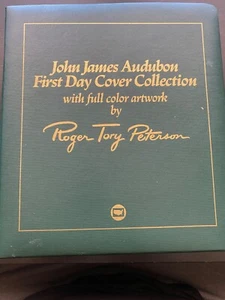 John James Audubon
First Day Cover Collection
with full color artwork
by
Roger Tory Peterson